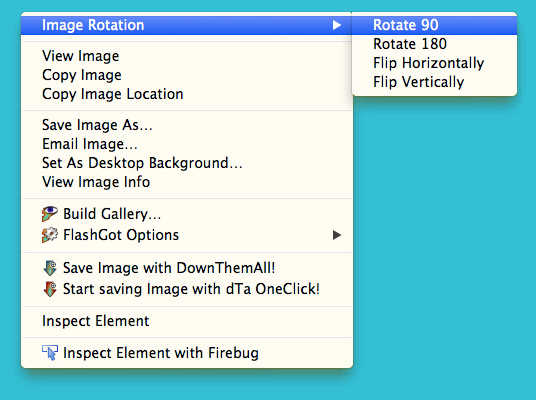 Image Rotation
Rotate 90
Rotate 180
Flip Horizontally
Flip Vertically
View Image
Copy Image
Copy Image Location
Save Image As…
Email Image…
Set As Desktop Background…
View Image Info
Build Gallery…
FlashGot Options
Save Image with DownThemAll!
Start saving Image with dTa OneClick!
Inspect Element
Inspect Element with Firebug